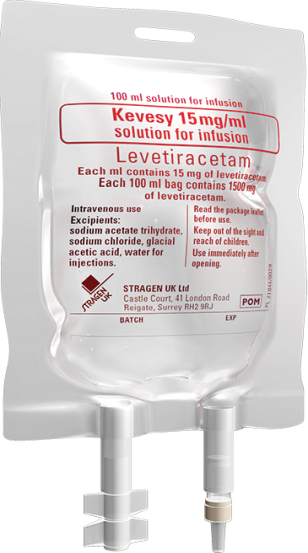 100 ml solution for infusion
Kevesy 15 mg/ml
solution for infusion
Levetiracetam
Each ml contains 15 mg of levetiracetam.
Each 100 ml bag contains 1500 mg
of levetiracetam.
Intravenous use
Excipients:
sodium acetate trihydrate,
sodium chloride, glacial
acetic acid, water for
injections.
Read the package leaflet
before use.
Keep out of the sight and
reach of children.
Use immediately after
opening.
STRAGEN UK
STRAGEN UK Ltd
Castle Court, 41 London Road
Reigate, Surrey RH2 9RJ
POM
BATCH
EXP
PL 21844/0029